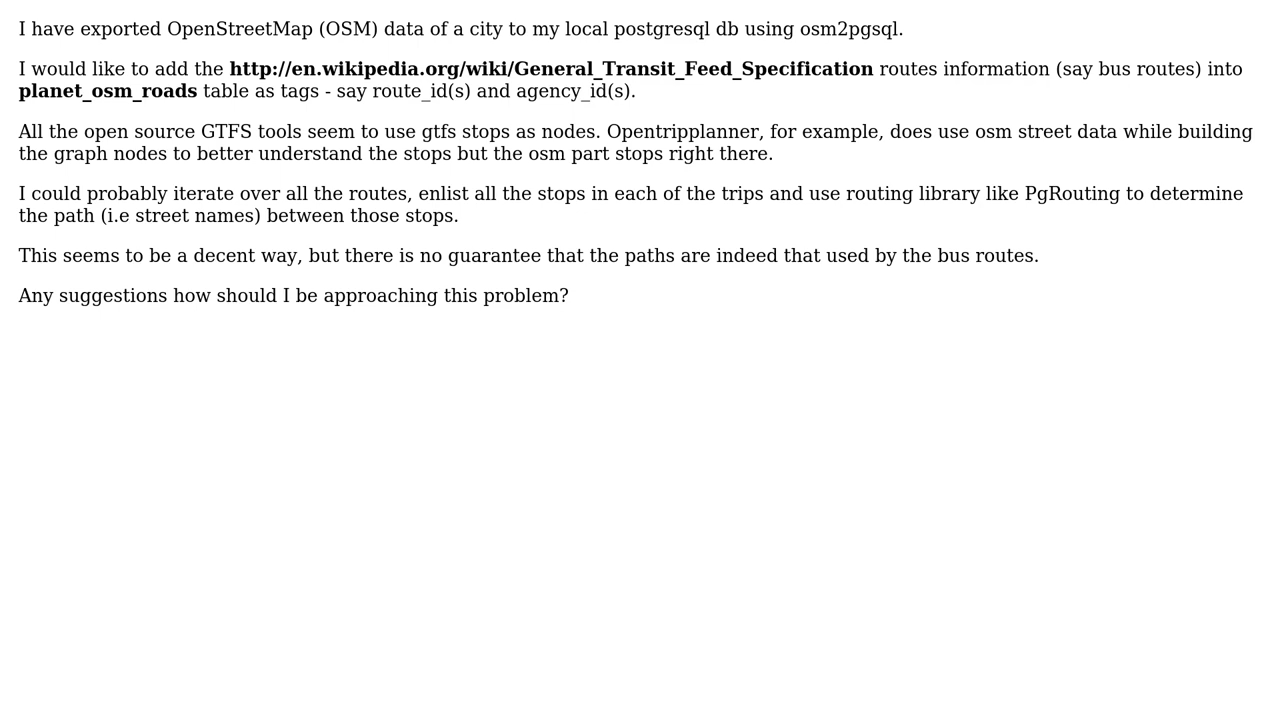 I have exported OpenStreetMap (OSM) data of a city to my local postgresql db using osm2pgsql.
I would like to add the http://en.wikipedia.org/wiki/General_Transit_Feed_Specification routes information (say bus routes) into
planet_osm_roads table as tags - say route_id(s) and agency_id(s).
All the open source GTFS tools seem to use gtfs stops as nodes. Opentripplanner, for example, does use osm street data while building
the graph nodes to better understand the stops but the osm part stops right there.
I could probably iterate over all the routes, enlist all the stops in each of the trips and use routing library like PgRouting to determine
the path (i.e street names) between those stops.
This seems to be a decent way, but there is no guarantee that the paths are indeed that used by the bus routes.
Any suggestions how should I be approaching this problem?